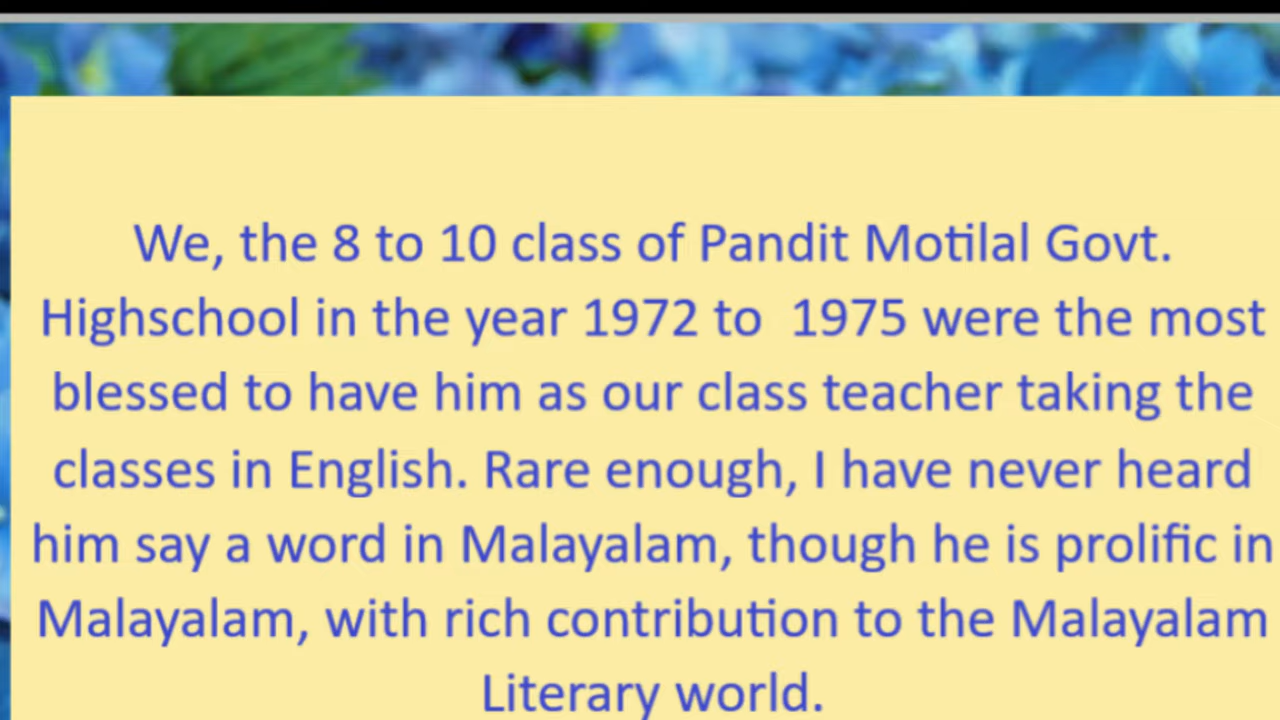 We, the 8 to 10 class of Pandit Motilal Govt.
Highschool in the year 1972 to  1975 were the most
blessed to have him as our class teacher taking the
classes in English. Rare enough, I have never heard
him say a word in Malayalam, though he is prolific in
Malayalam, with rich contribution to the Malayalam
Literary world.